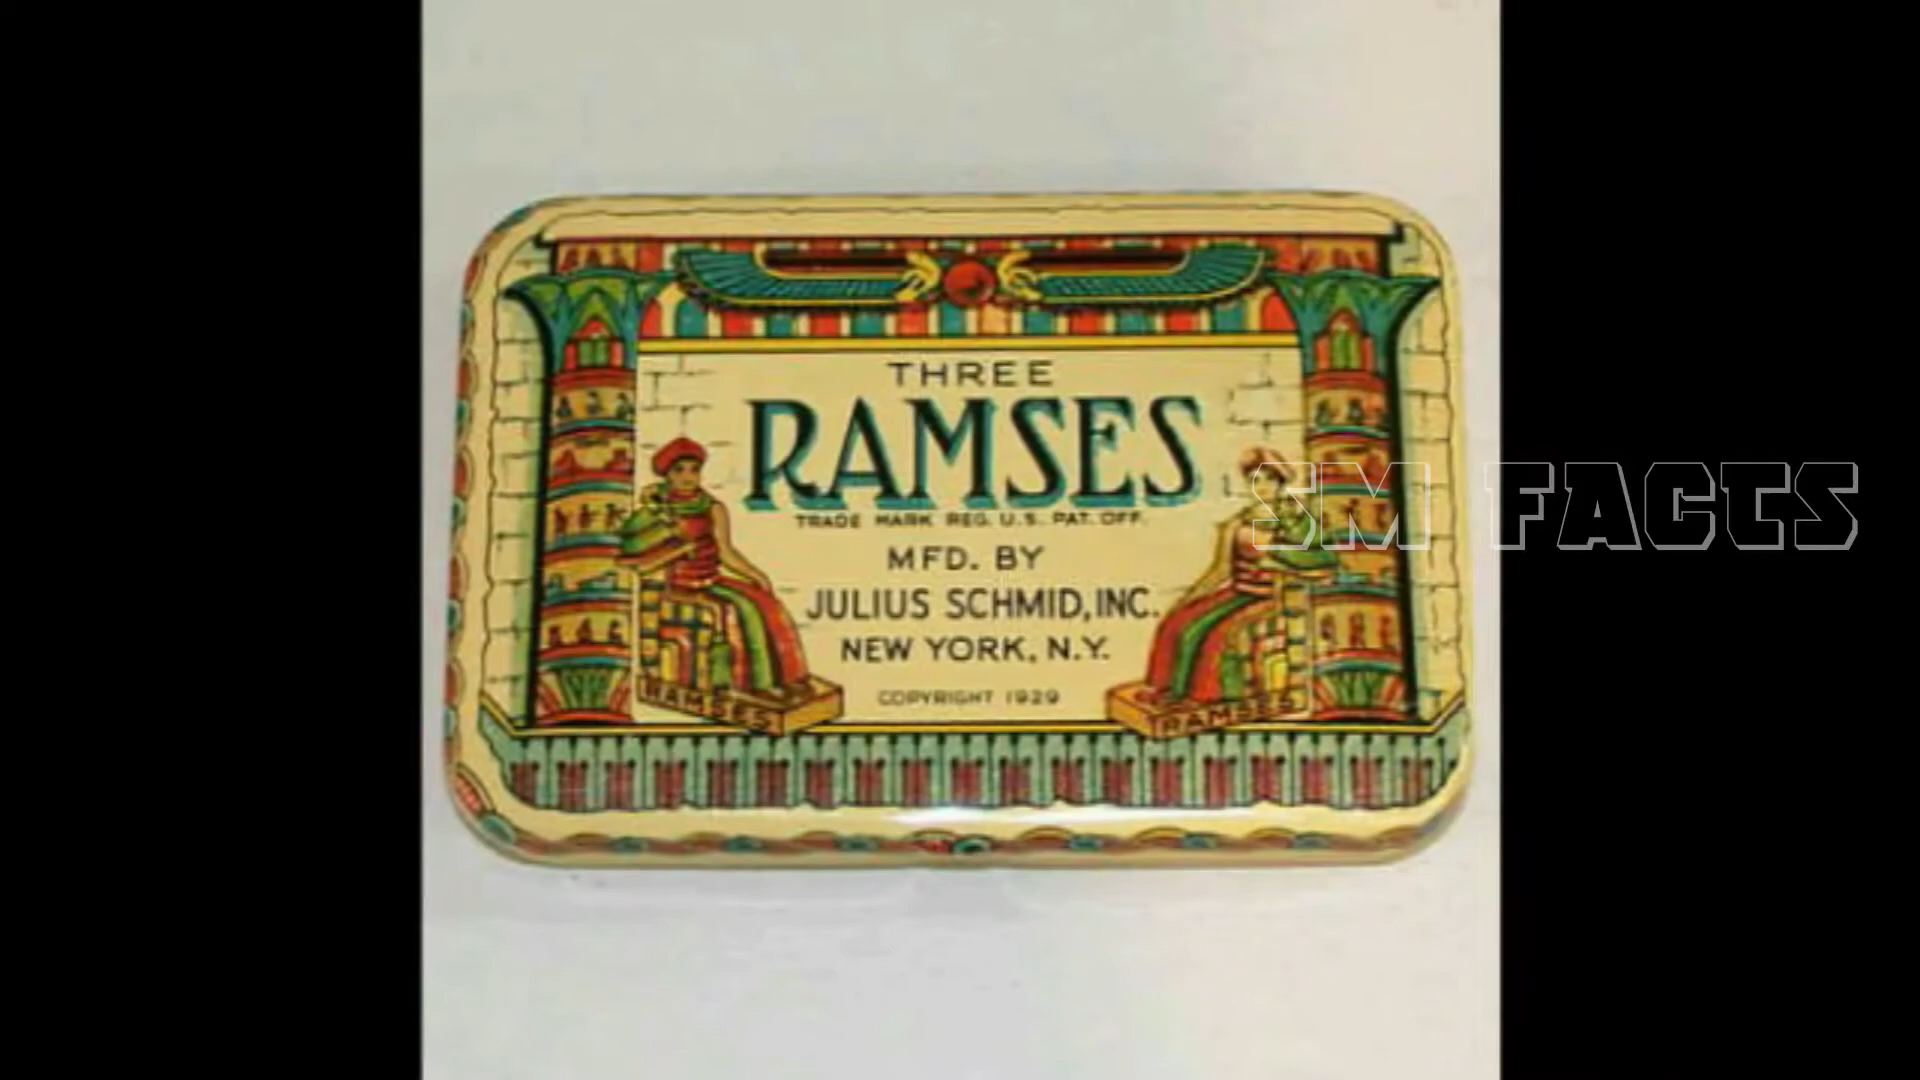 THREE
RAMSES
TRADE MARK REG. U.S. PAT. OFF.
MFD. BY
JULIUS SCHMID, INC.
NEW YORK, N.Y.
COPYRIGHT 1929
RAMSES
RAMSES
SM FACTS